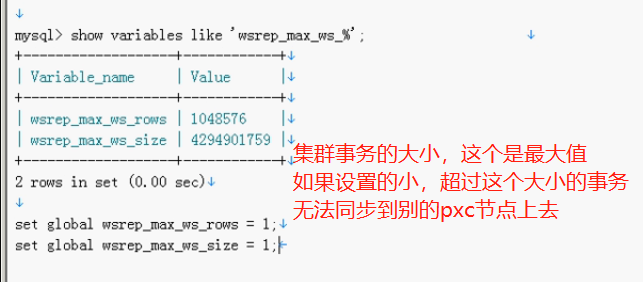 mysql> show variables like 'wsrep_max_ws_%';
+-------------------+------------+
| Variable_name | Value |
+-------------------+------------+
| wsrep_max_ws_rows | 1048576 |
| wsrep_max_ws_size | 4294901759 |
+-------------------+------------+
集群事务的大小，这个是最大值
如果设置的小，超过这个大小的事务
无法同步到别的pxc节点上去
2 rows in set (0.00 sec)
set global wsrep_max_ws_rows = 1;
set global wsrep_max_ws_size = 1;